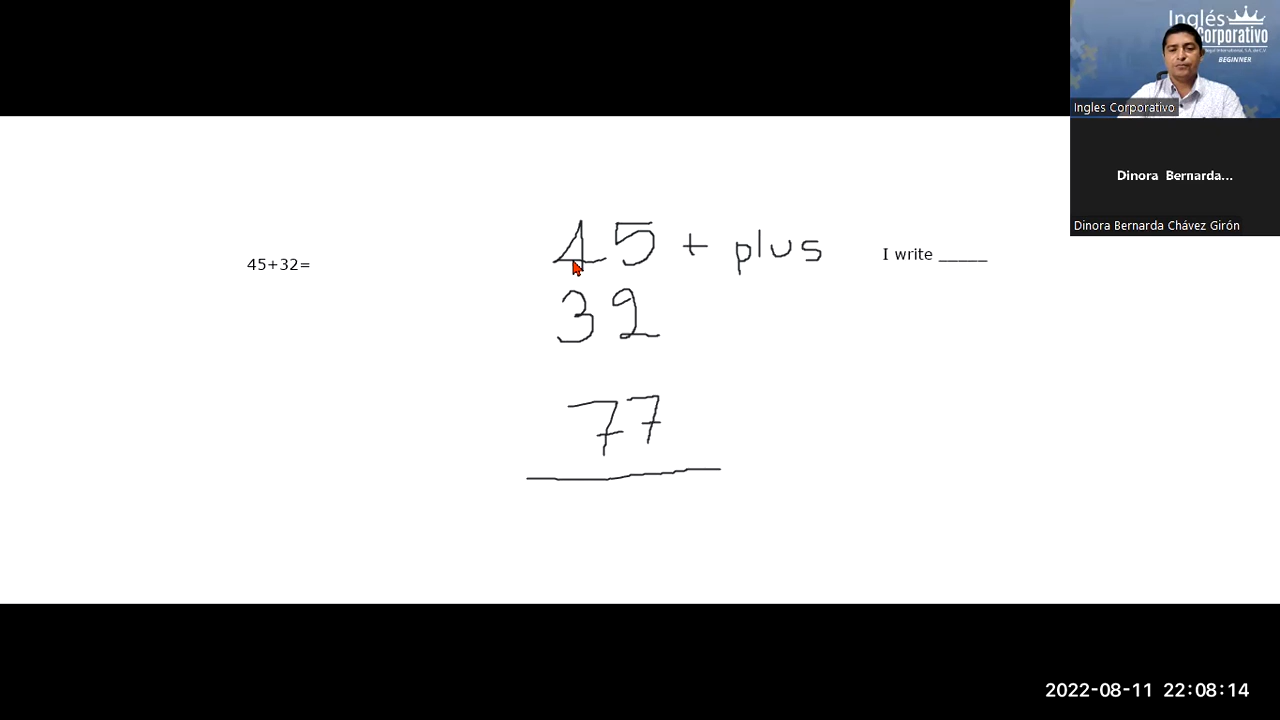 Inglés
Corporativo
BEGINNER
Ingles Corporativo
Dinora Bernarda...
Dinora Bernarda Chávez Girón
45+32=
45 + plus
32
77
I write _____
2022-08-11 22:08:14